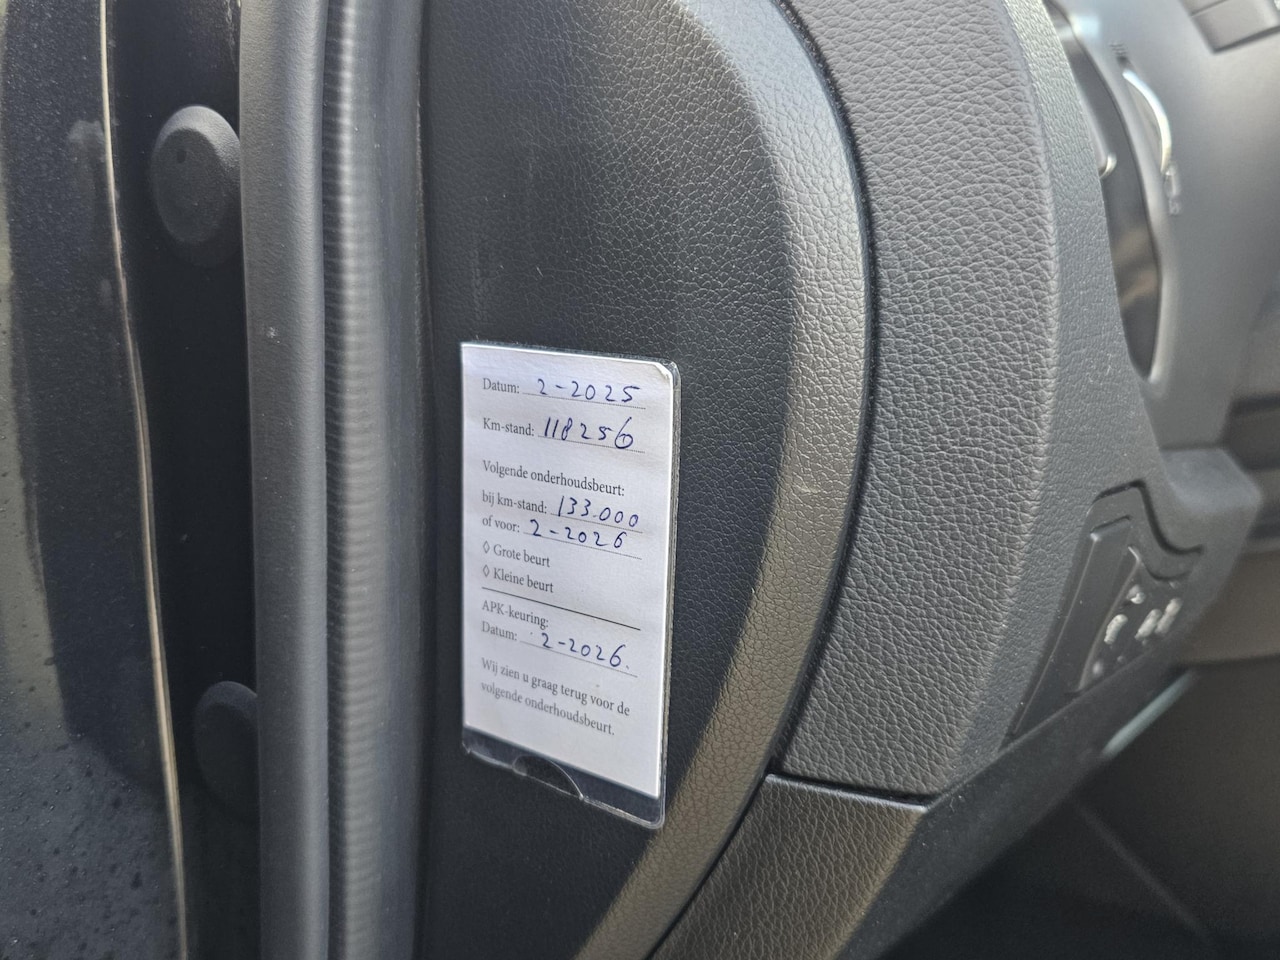 Datum: 2-2025
Km-stand: 118256
Volgende onderhoudsbeurt:
bij km-stand: 133.000
of voor: 2-2026
◊ Grote beurt
◊ Kleine beurt
APK-keuring:
Datum: 2-2026.
Wij zien u graag terug voor de
volgende onderhoudsbeurt.